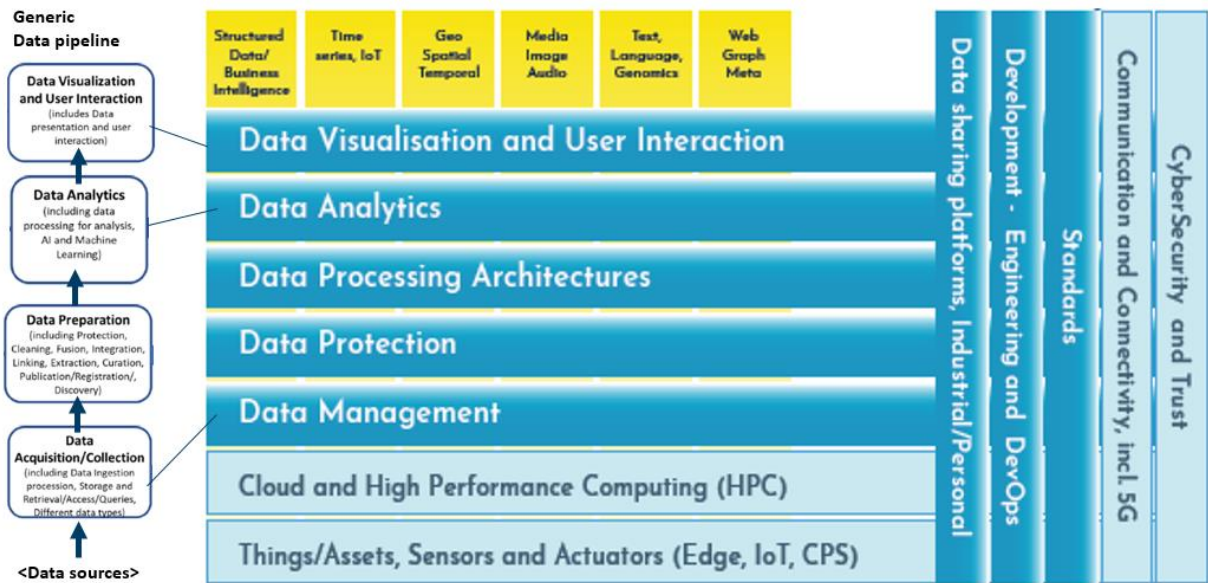 Generic
Data pipeline
Data Visualization
and User Interaction
(includes Data
presentation and user
interaction)
Data Analytics
(including data
processing for analysis,
AI and Machine
Learning)
Data Preparation
(including Protection,
Cleaning, Fusion, Integration,
Linking, Extraction, Curation,
Publication/Registration/,
Discovery)
Data
Acquisition/Collection
(including Data Ingestion
procession, Storage and
Retrieval/Access/Queries,
Different data types)
<Data sources>
Structured
Data/
Business
Intelligence
Time
series, IoT
Geo
Spatial
Temporal
Media
Image
Audio
Text,
Language,
Genomics
Web
Graph
Meta
Data Visualisation and User Interaction
Data Analytics
Data Processing Architectures
Data Protection
Data Management
Cloud and High Performance Computing (HPC)
Things/Assets, Sensors and Actuators (Edge, IoT, CPS)
Data sharing platforms, Industrial/Personal
Development - Engineering and DevOps
Standards
Communication and Connectivity, incl. 5G
CyberSecurity and Trust